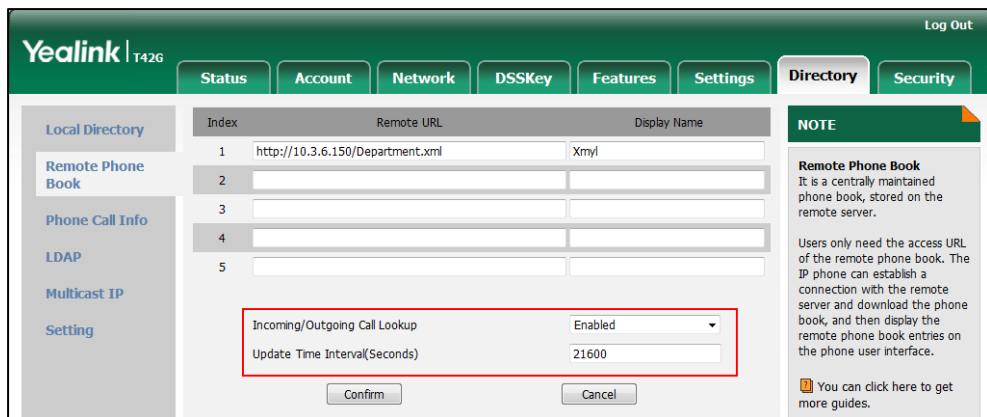 Log Out
Yealink T42G
Status Account Network DSSKey Features Settings Directory Security
Local Directory
Remote Phone
Book
Phone Call Info
LDAP
Multicast IP
Setting
Index Remote URL Display Name
1 http://10.3.6.150/Department.xml Xmyl
2
3
4
5
Incoming/Outgoing Call Lookup Enabled
Update Time Interval(Seconds) 21600
Confirm Cancel
NOTE
Remote Phone Book
It is a centrally maintained
phone book, stored on the
remote server.
Users only need the access URL
of the remote phone book. The
IP phone can establish a
connection with the remote
server and download the phone
book, and then display the
remote phone book entries on
the phone user interface.
You can click here to get
more guides.